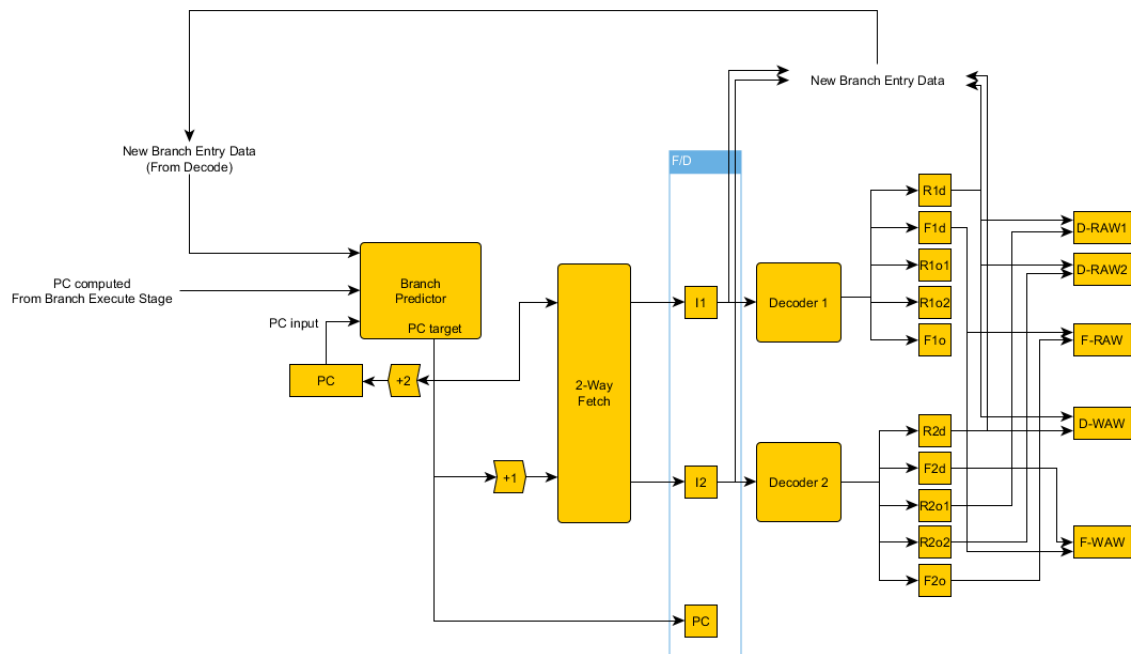 New Branch Entry Data
New Branch Entry Data
(From Decode)
F/D
R1d
F1d
D-RAW1
Branch
Predictor
D-RAW2
PC computed
From Branch Execute Stage
R1o1
I1
Decoder 1
R1o2
PC input
PC target
F1o
F-RAW
PC
+2
2-Way
Fetch
R2d
D-WAW
F2d
+1
I2
Decoder 2
R2o1
R2o2
F-WAW
F2o
PC